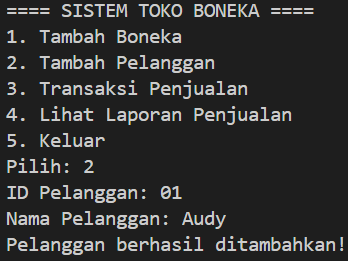 ==== SISTEM TOKO BONEKA ====
1. Tambah Boneka
2. Tambah Pelanggan
3. Transaksi Penjualan
4. Lihat Laporan Penjualan
5. Keluar
Pilih: 2
ID Pelanggan: 01
Nama Pelanggan: Audy
Pelanggan berhasil ditambahkan!